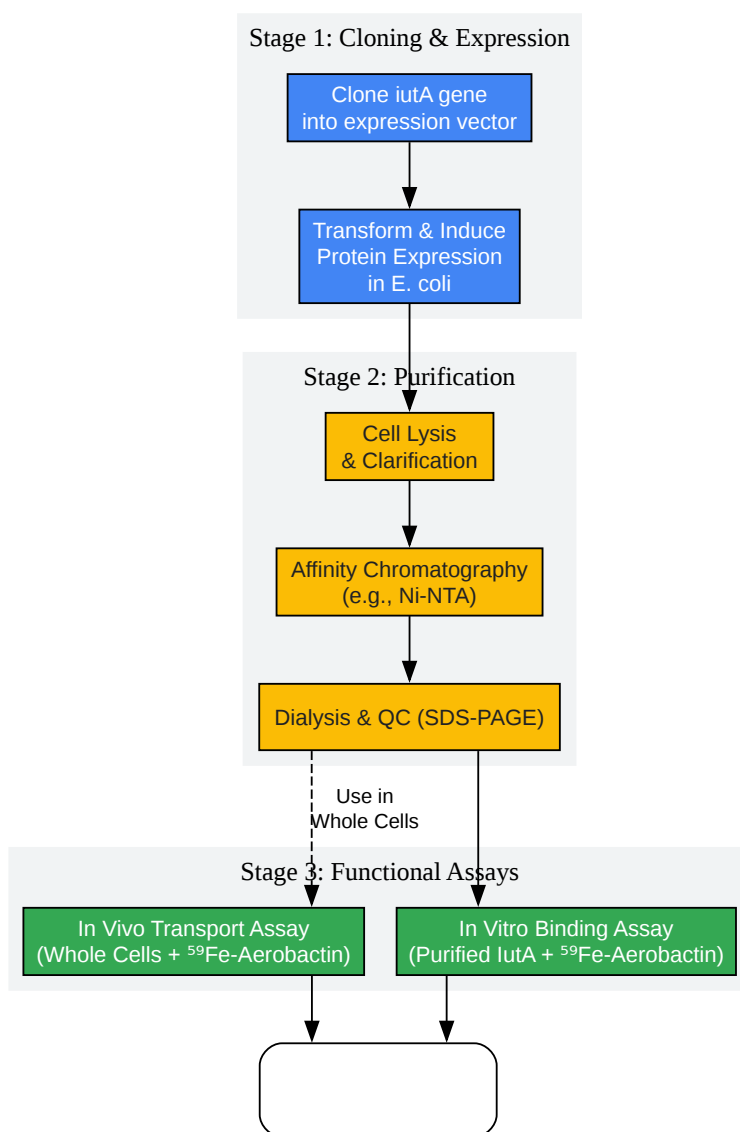 Stage 1: Cloning & Expression
Clone iutA gene
into expression vector
Transform & Induce
Protein Expression
in E. coli
Stage 2: Purification
Cell Lysis
& Clarification
Affinity Chromatography
(e.g., Ni-NTA)
Dialysis & QC (SDS-PAGE)
Use in
Whole Cells
Stage 3: Functional Assays
In Vivo Transport Assay
(Whole Cells + ⁵⁹Fe-Aerobactin)
In Vitro Binding Assay
(Purified IutA + ⁵⁹Fe-Aerobactin)